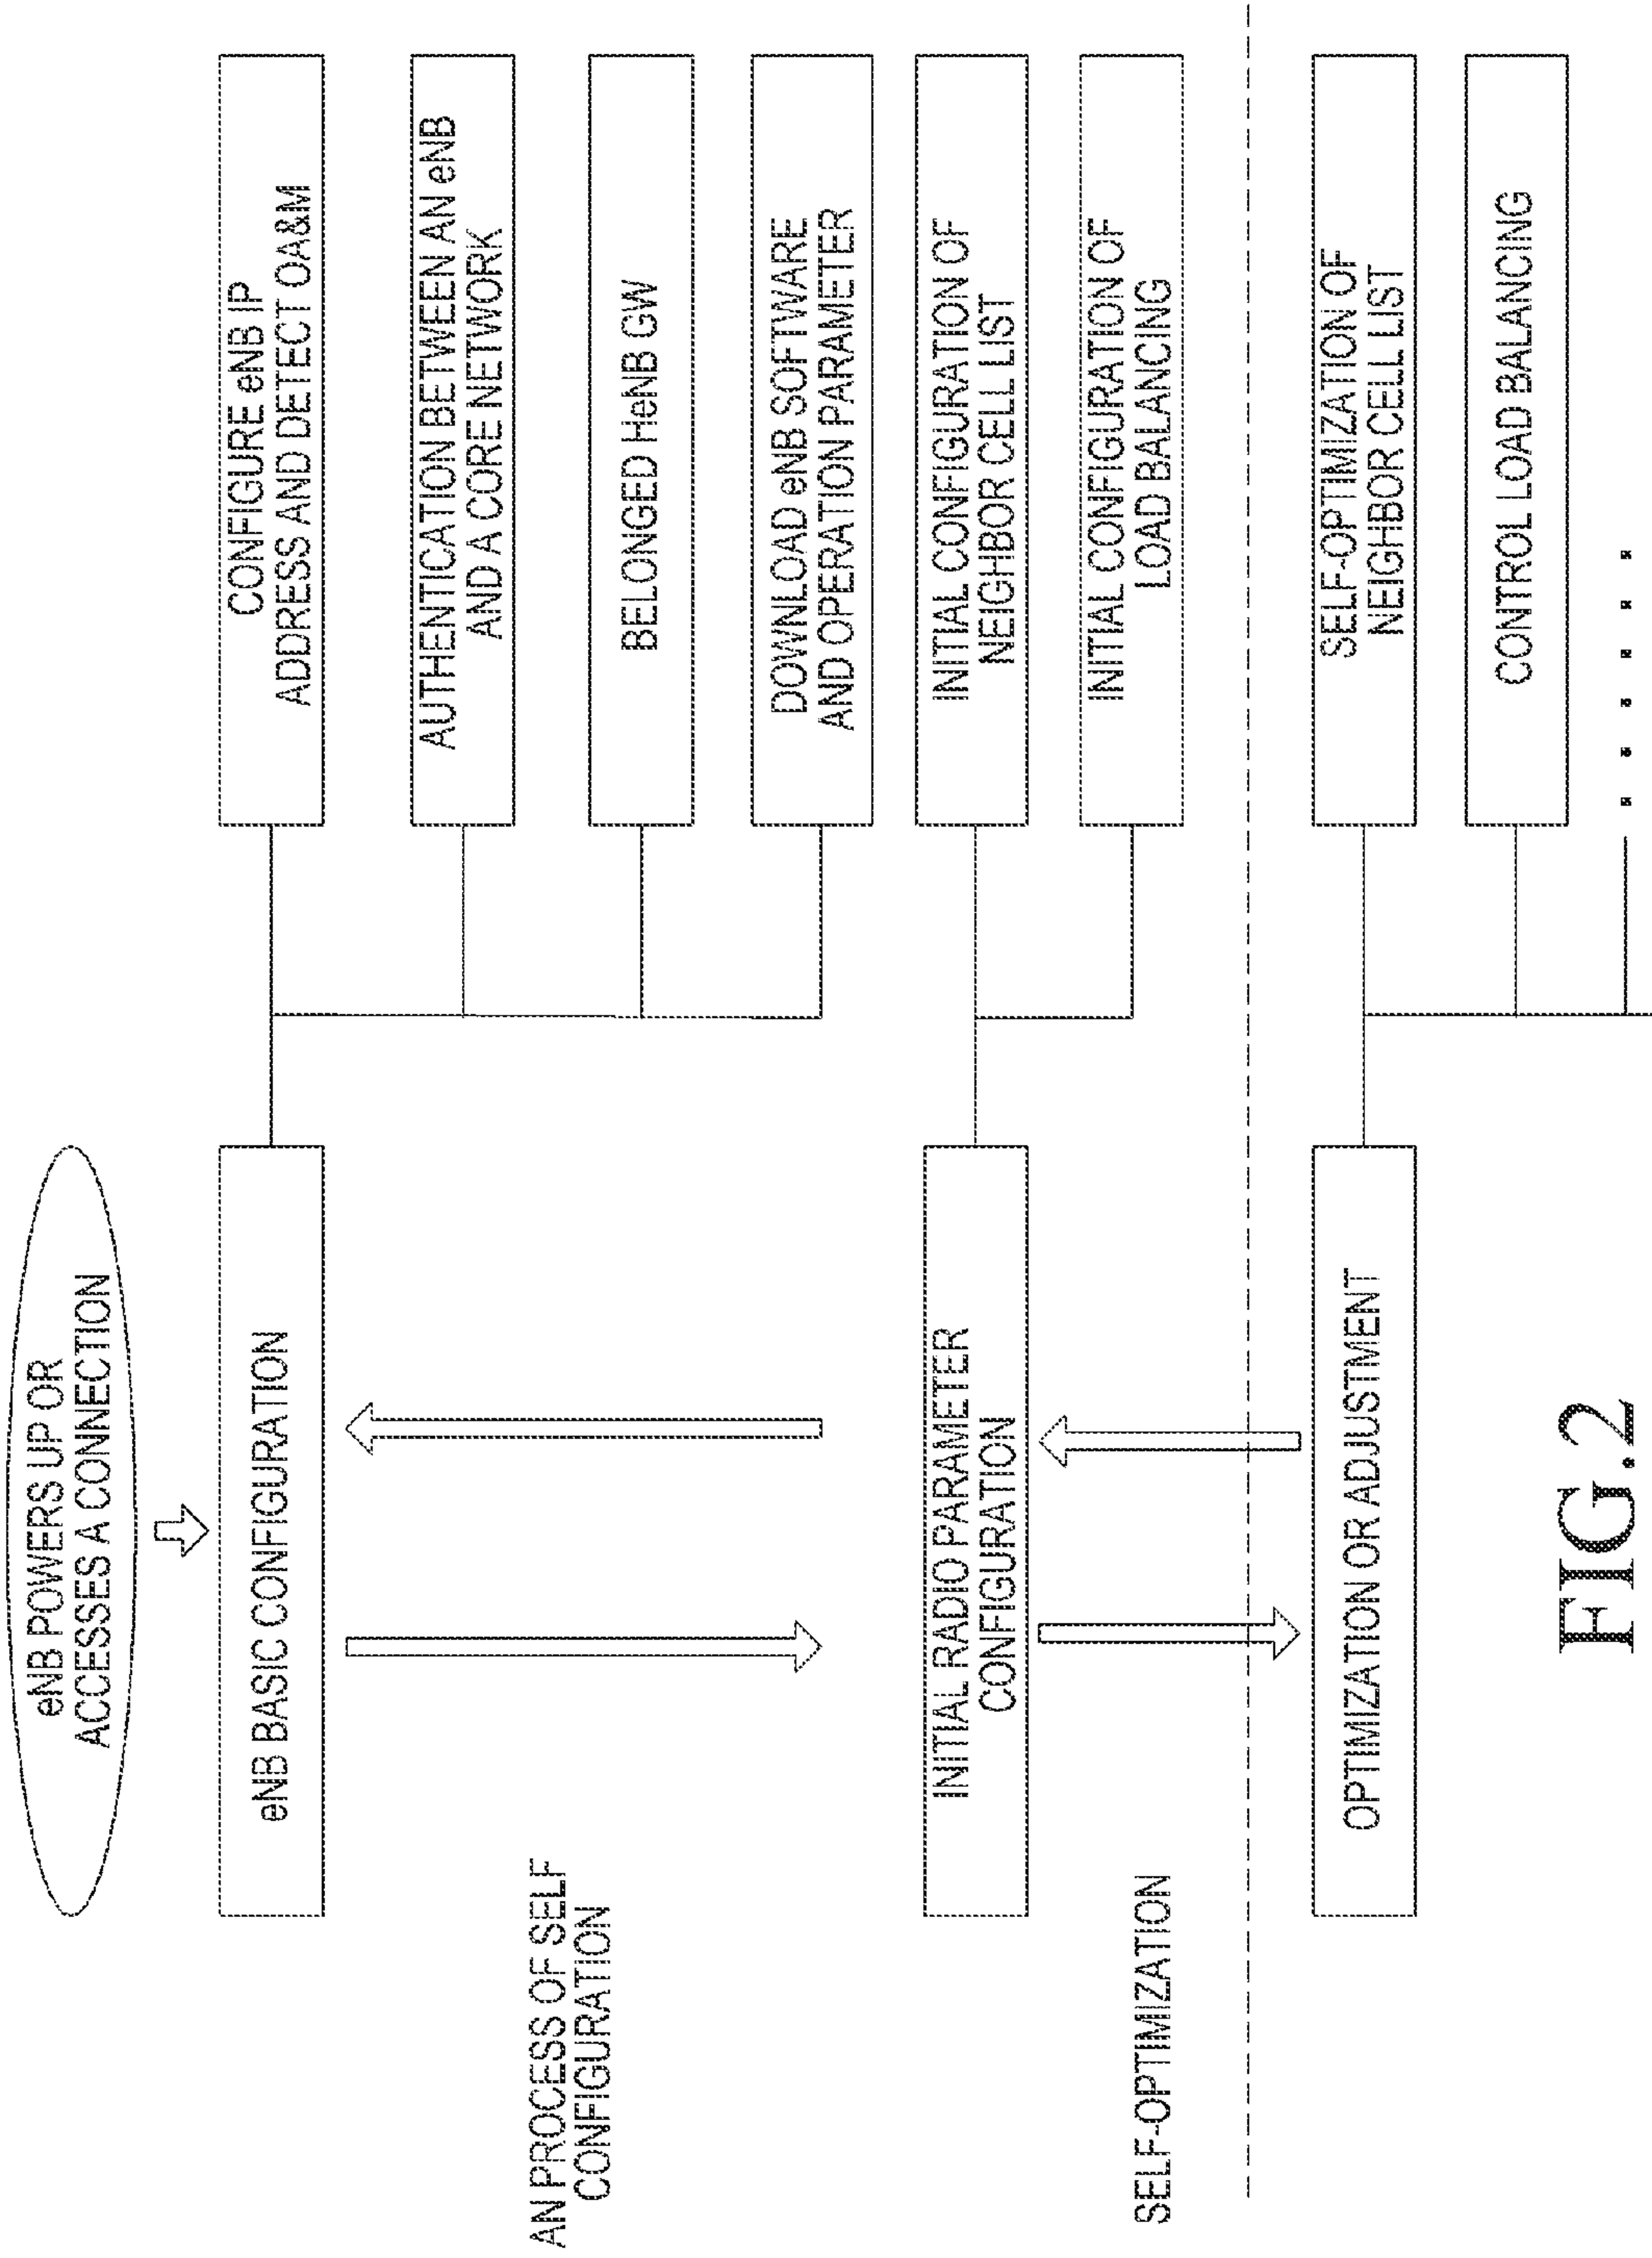 eNB POWERS UP OR
ACCESSES A CONNECTION
eNB BASIC CONFIGURATION
CONFIGURE eNB IP
ADDRESS AND DETECT OA&M
AUTHENTICATION BETWEEN AN eNB
AND A CORE NETWORK
BELONGED HeNB GW
DOWNLOAD eNB SOFTWARE
AND OPERATION PARAMETER
AN PROCESS OF SELF
CONFIGURATION
INITIAL RADIO PARAMETER
CONFIGURATION
INITIAL CONFIGURATION OF
NEIGHBOR CELL LIST
INITIAL CONFIGURATION OF
LOAD BALANCING
SELF-OPTIMIZATION
OPTIMIZATION OR ADJUSTMENT
SELF-OPTIMIZATION OF
NEIGHBOR CELL LIST
CONTROL LOAD BALANCING
FIG.2